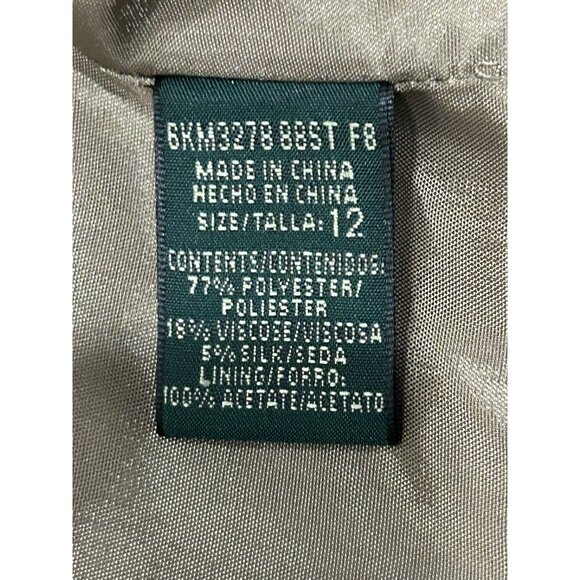 6KM3278 885T F8
MADE IN CHINA
HECHO EN CHINA
SIZE/TALLA: 12
CONTENTS/CONTENIDOS:
77% POLYESTER/
POLIESTER
18% VISCOSE/VISCOSA
5% SILK/SEDA
LINING/FORRO:
100% ACETATE/ACETATO